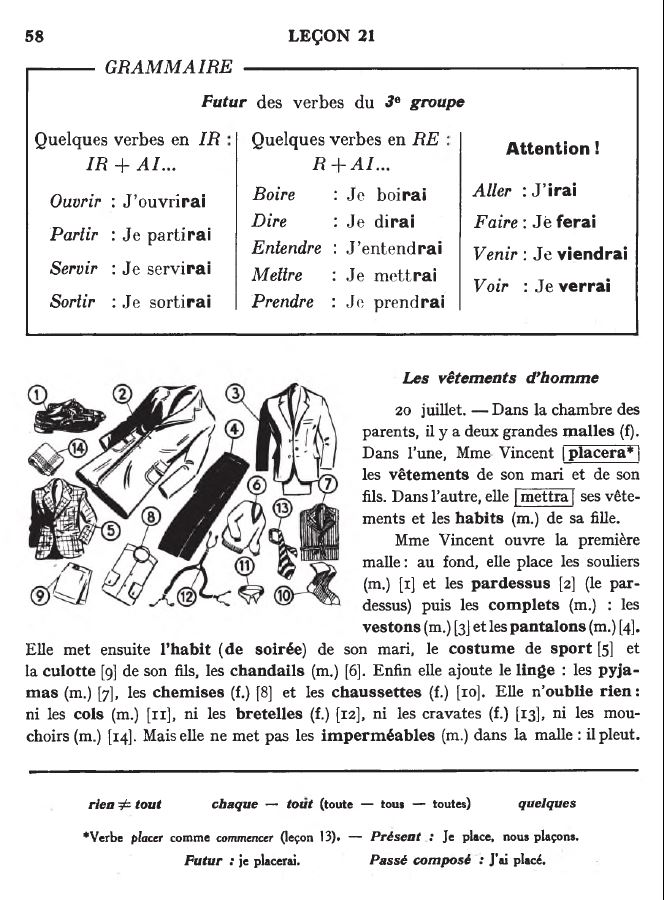 58 LEÇON 21
GRAMMAIRE
Futur des verbes du 3e groupe
Quelques verbes en IR :
IR + AI...
Ouvrir : J'ouvrirai
Partir : Je partirai
Servir : Je servirai
Sortir : Je sortirai
Quelques verbes en RE :
R + AI...
Boire : Je boirai
Dire : Je dirai
Entendre : J'entendrai
Mettre : Je mettrai
Prendre : Je prendrai
Attention !
Aller : J'irai
Faire : Je ferai
Venir : Je viendrai
Voir : Je verrai
1
2
3
4
14
5
6
7
8
13
9
12
11
10
Les vêtements d'homme
20 juillet. — Dans la chambre des
parents, il y a deux grandes malles (f).
Dans l'une, Mme Vincent placera*
les vêtements de son mari et de son
fils. Dans l'autre, elle mettra ses vête-
ments et les habits (m.) de sa fille.
Mme Vincent ouvre la première
malle : au fond, elle place les souliers
(m.) [1] et les pardessus [2] (le par-
dessus) puis les complets (m.) : les
vestons (m.) [3] et les pantalons (m.) [4].
Elle met ensuite l'habit (de soirée) de son mari, le costume de sport [5] et
la culotte [9] de son fils, les chandails (m.) [6]. Enfin elle ajoute le linge : les pyja-
mas (m.) [7], les chemises (f.) [8] et les chaussettes (f.) [10]. Elle n'oublie rien :
ni les cols (m.) [11], ni les bretelles (f.) [12], ni les cravates (f.) [13], ni les mou-
choirs (m.) [14]. Mais elle ne met pas les imperméables (m.) dans la malle : il pleut.
rien ≠ tout chaque — tout (toute — tous — toutes) quelques
*Verbe placer comme commencer (leçon 13). — Présent : Je place, nous plaçons.
Futur : je placerai. Passé composé : J'ai placé.